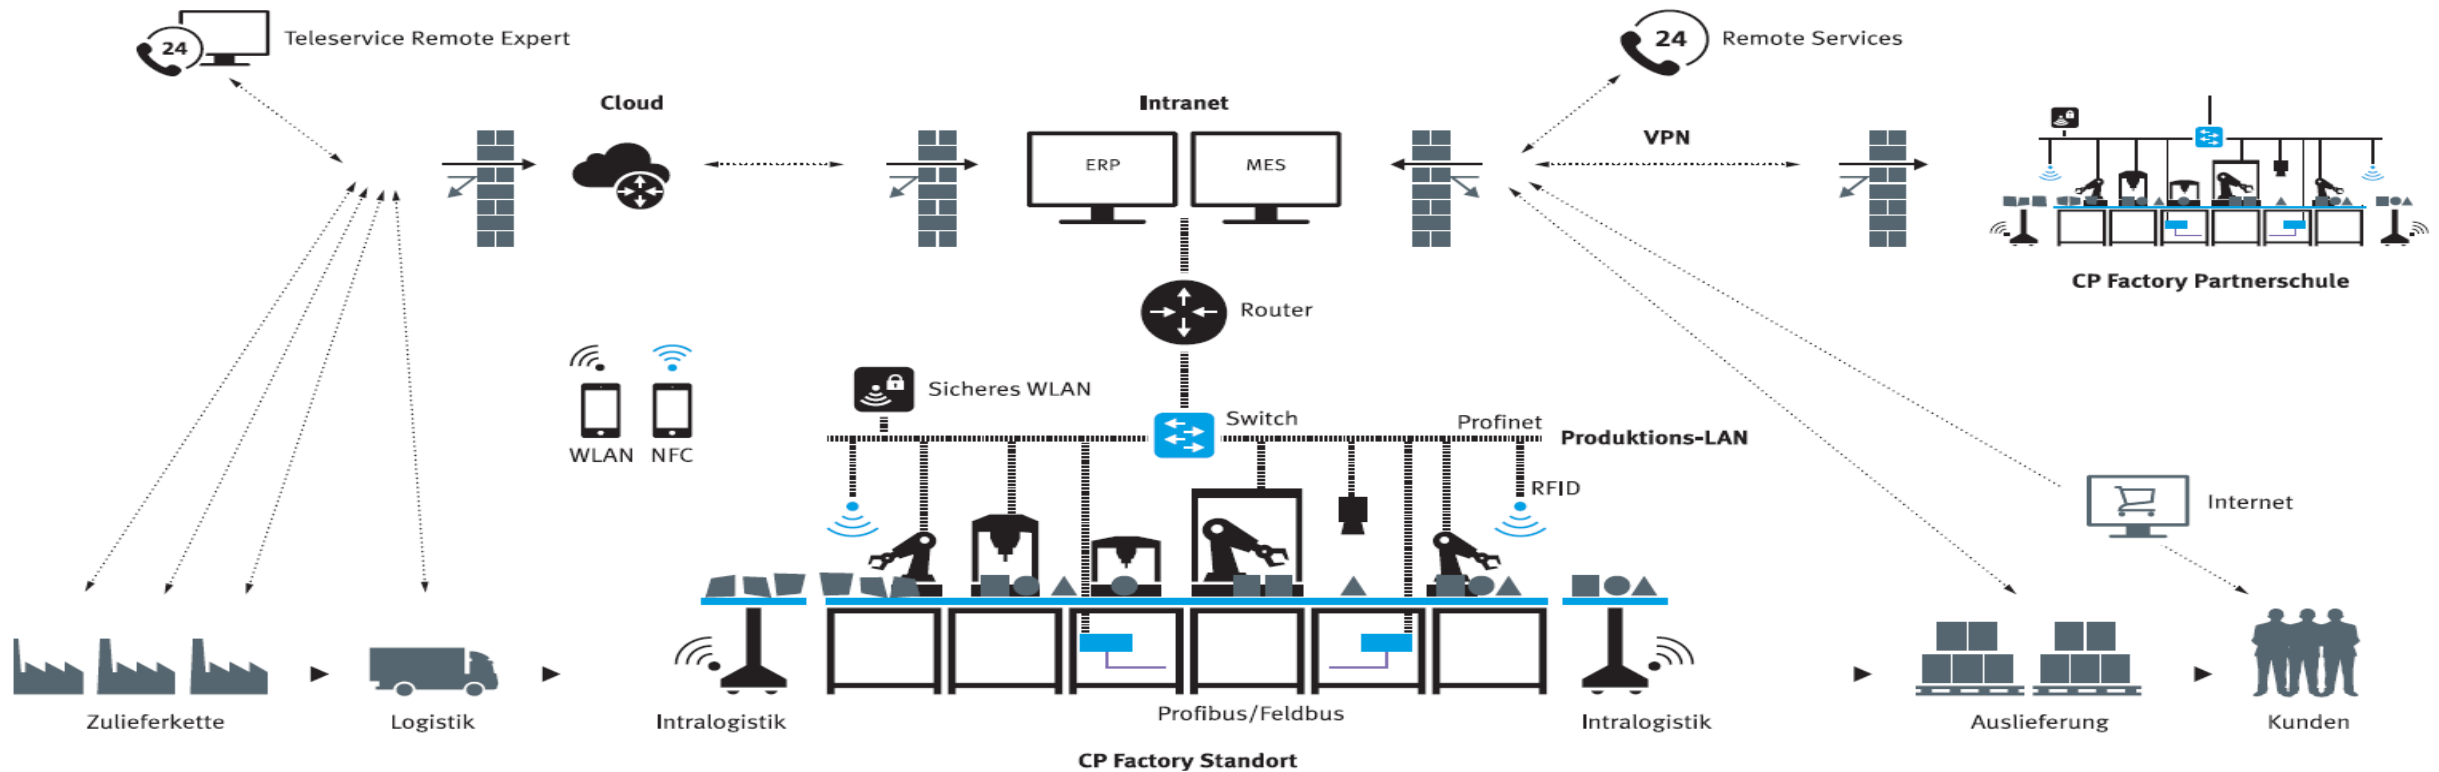 24
Teleservice Remote Expert
24
Remote Services
Cloud
Intranet
VPN
ERP
MES
CP Factory Partnerschule
Router
Sicheres WLAN
Switch
Profinet
Produktions-LAN
WLAN
NFC
RFID
Internet
Zulieferkette
Logistik
Intralogistik
Profibus/Feldbus
Intralogistik
Auslieferung
Kunden
CP Factory Standort